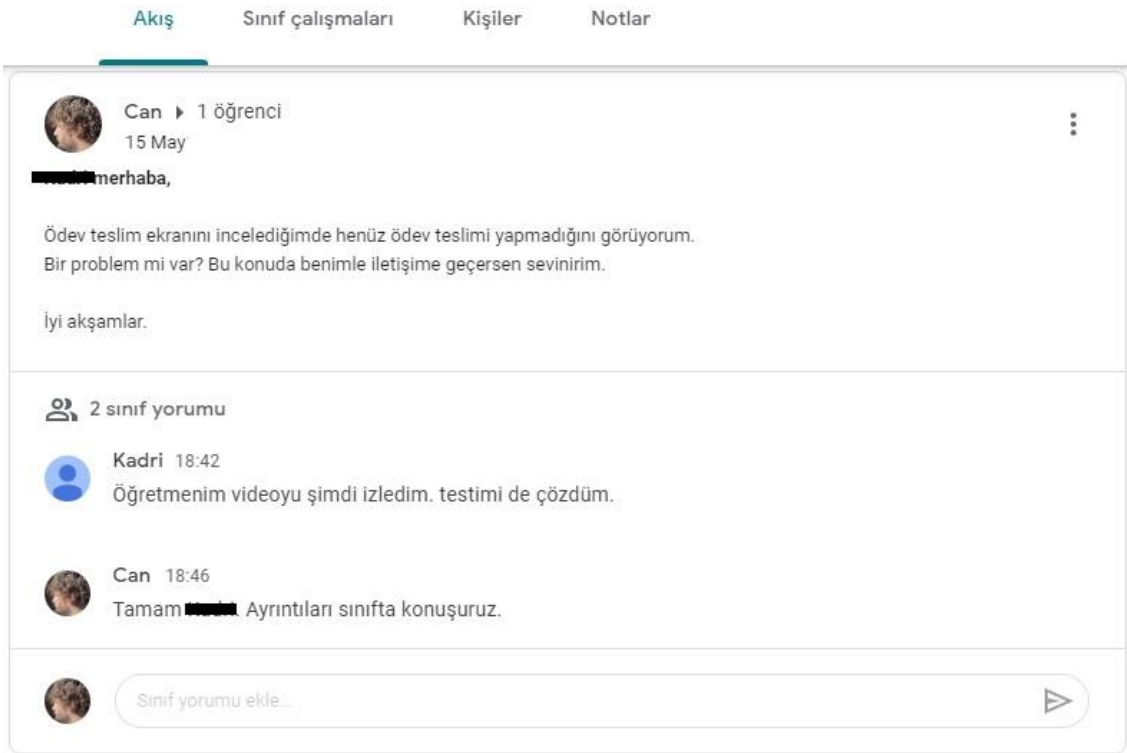 Akış Sınıf çalışmaları Kişiler Notlar
Can ▸ 1 öğrenci
15 May
merhaba,
Ödev teslim ekranını incelediğimde henüz ödev teslimi yapmadığını görüyorum.
Bir problem mi var? Bu konuda benimle iletişime geçersen sevinirim.
İyi akşamlar.
2 sınıf yorumu
Kadri 18:42
Öğretmenim videoyu şimdi izledim. testimi de çözdüm.
Can 18:46
Tamam Ayrıntıları sınıfta konuşuruz.
Sınıf yorumu ekle...